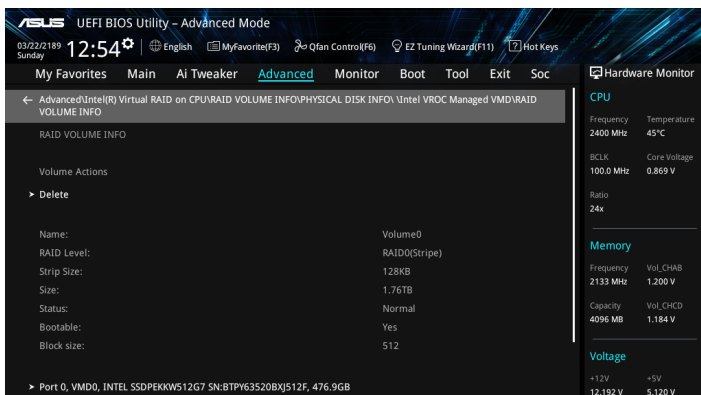 ASUS UEFI BIOS Utility – Advanced Mode
03/22/2189 Sunday 12:54 English MyFavorite(F3) Qfan Control(F6) EZ Tuning Wizard(F11) ? Hot Keys
My Favorites Main Ai Tweaker Advanced Monitor Boot Tool Exit Soc
Hardware Monitor
← Advanced\Intel(R) Virtual RAID on CPU\RAID VOLUME INFO\PHYSICAL DISK INFO\ \Intel VROC Managed VMD\RAID
VOLUME INFO
RAID VOLUME INFO
Volume Actions
> Delete
Name: Volume0
RAID Level: RAID0(Stripe)
Strip Size: 128KB
Size: 1.76TB
Status: Normal
Bootable: Yes
Block size: 512
> Port 0, VMD0, INTEL SSDPEKKW512G7 SN:BTPY63520BXJ512F, 476.9GB
CPU
Frequency Temperature
2400 MHz 45°C
BCLK Core Voltage
100.0 MHz 0.869 V
Ratio
24x
Memory
Frequency Vol_CHAB
2133 MHz 1.200 V
Capacity Vol_CHCD
4096 MB 1.184 V
Voltage
+12V +5V
12.192 V 5.120 V